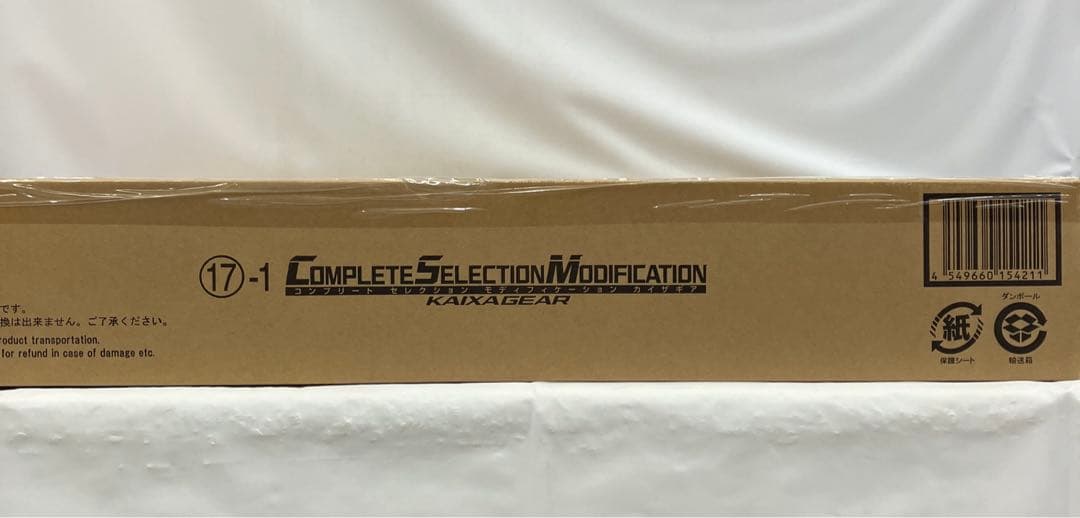 ⑰-1 COMPLETE SELECTION MODIFICATION
コンプリート セレクション モディフィケーション カイザギア
KAIXAGEAR
です。
換は出来ません。ご了承ください。
roduct transportation.
for refund in case of damage etc.
4 549660 154211
ダンボール
紙
保護シート
輸送箱